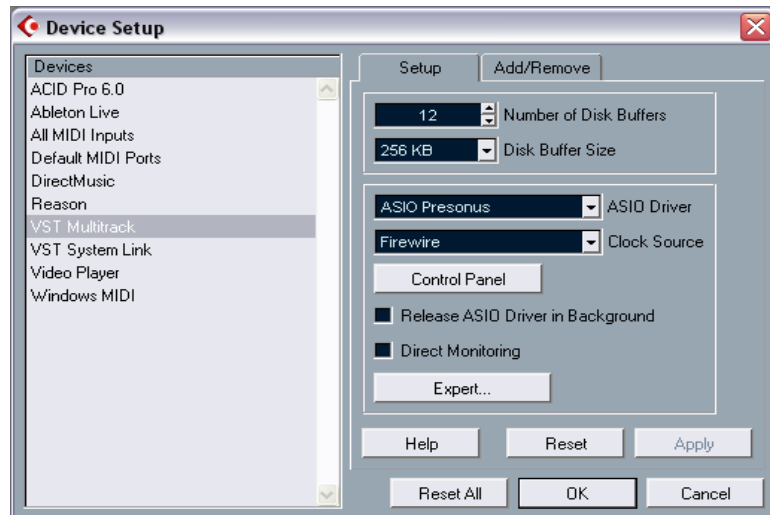 Device Setup
Devices
ACID Pro 6.0
Ableton Live
All MIDI Inputs
Default MIDI Ports
DirectMusic
Reason
VST Multitrack
VST System Link
Video Player
Windows MIDI
Setup
Add/Remove
12 Number of Disk Buffers
256 KB Disk Buffer Size
ASIO Presonus ASIO Driver
Firewire Clock Source
Control Panel
Release ASIO Driver in Background
Direct Monitoring
Expert...
Help Reset Apply
Reset All OK Cancel